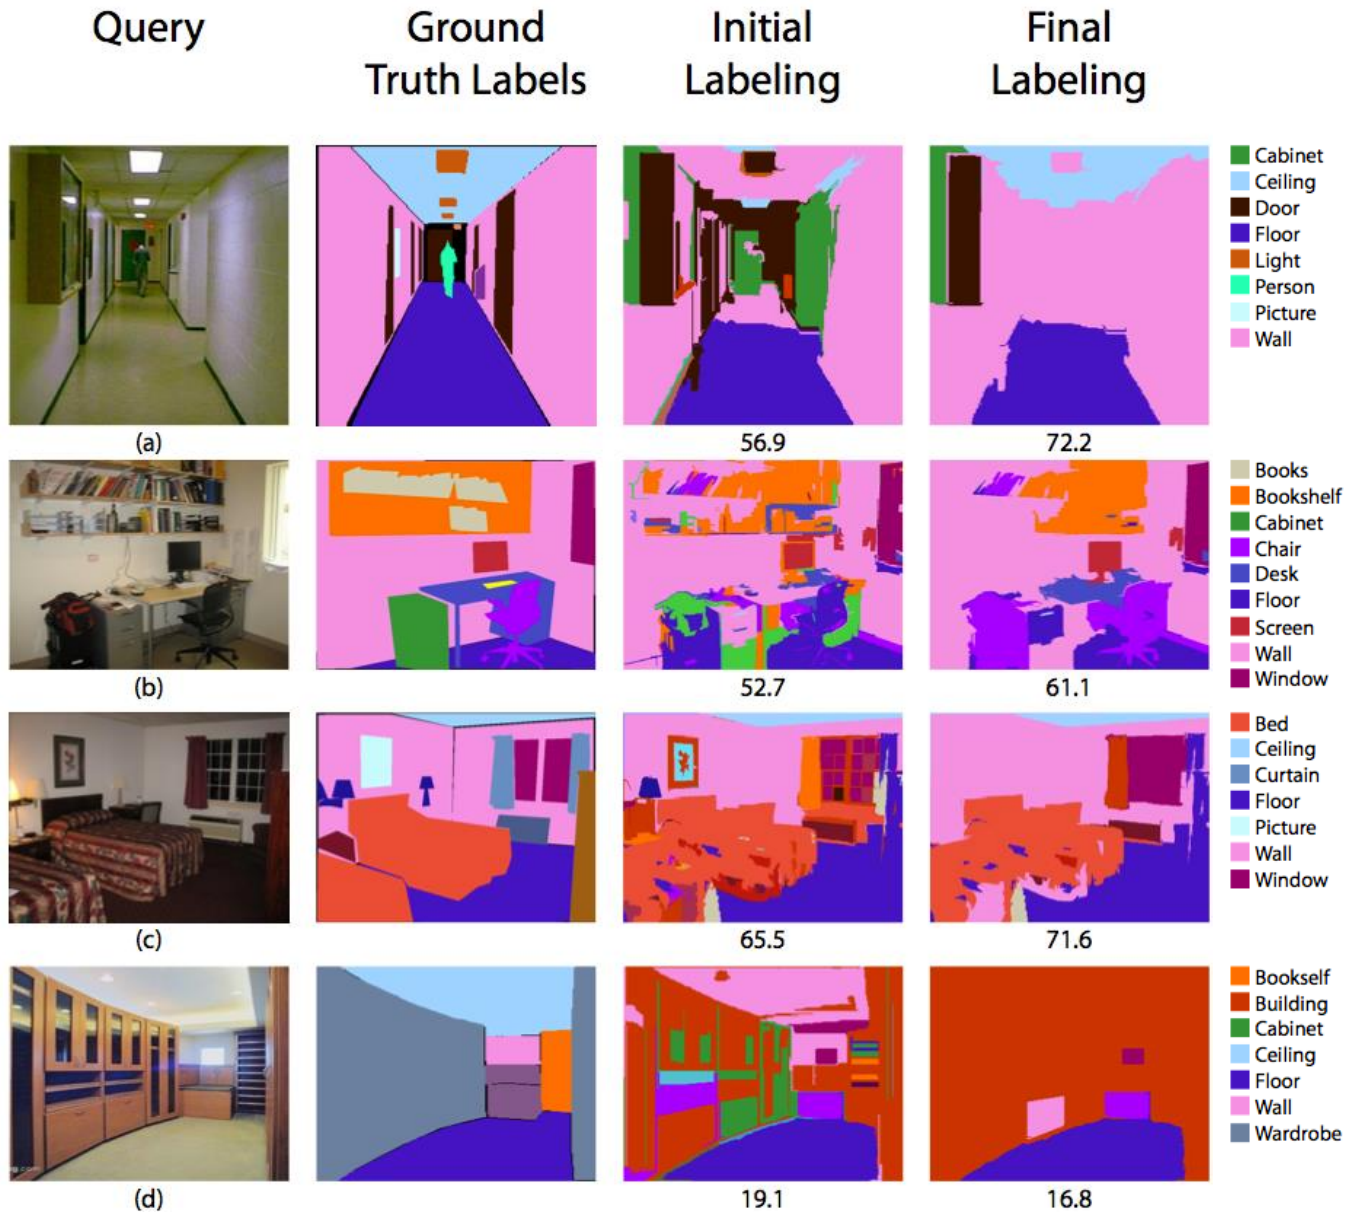 Query
Ground
Truth Labels
Initial
Labeling
Final
Labeling
Cabinet
Ceiling
Door
Floor
Light
Person
Picture
Wall
(a)
56.9
72.2
Books
Bookshelf
Cabinet
Chair
Desk
Floor
Screen
Wall
Window
(b)
52.7
61.1
Bed
Ceiling
Curtain
Floor
Picture
Wall
Window
(c)
65.5
71.6
Bookself
Building
Cabinet
Ceiling
Floor
Wall
Wardrobe
(d)
19.1
16.8